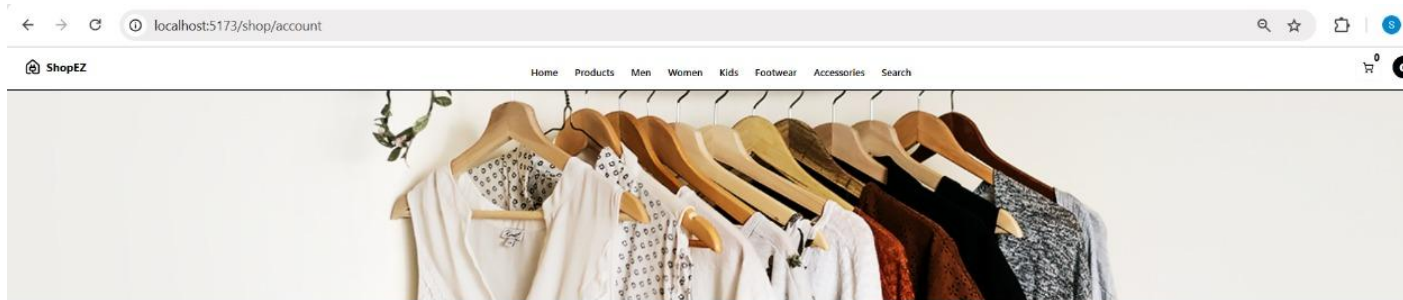 localhost:5173/shop/account
S
ShopEZ
Home Products Men Women Kids Footwear Accessories Search
0